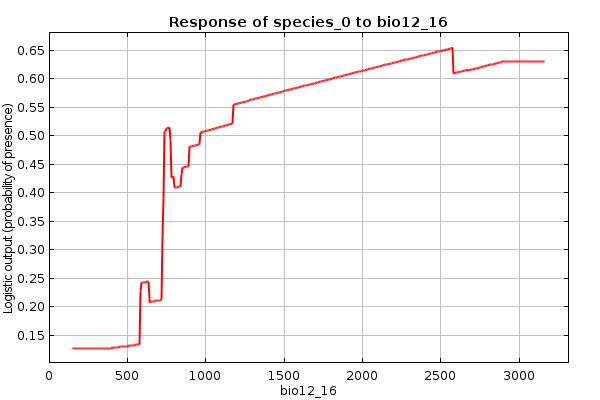 Response of species_0 to bio12_16
Logistic output (probability of presence)
0.65
0.60
0.55
0.50
0.45
0.40
0.35
0.30
0.25
0.20
0.15
0 500 1000 1500 2000 2500 3000
bio12_16